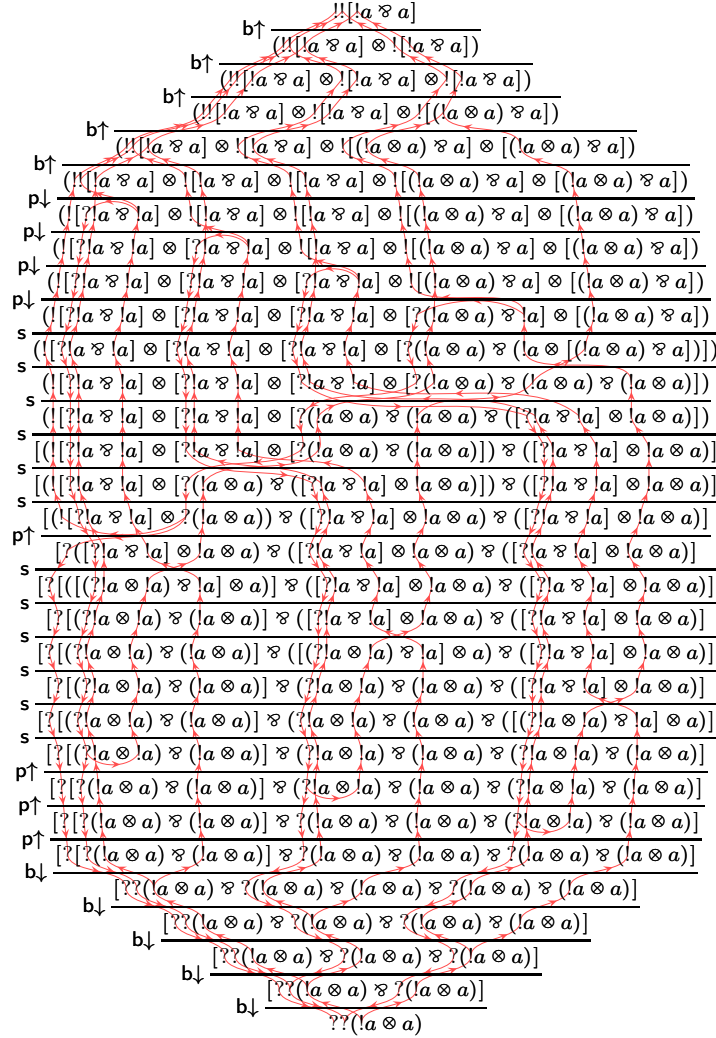 !![!a ⅋ a]
b↑
(!![!a ⅋ a] ⊗ ![!a ⅋ a])
b↑
(!![!a ⅋ a] ⊗ ![!a ⅋ a] ⊗ ![!a ⅋ a])
b↑
(!![!a ⅋ a] ⊗ ![!a ⅋ a] ⊗ ![(!a ⊗ a) ⅋ a])
b↑
(!![!a ⅋ a] ⊗ ![!a ⅋ a] ⊗ ![(!a ⊗ a) ⅋ a] ⊗ [(!a ⊗ a) ⅋ a])
b↑
(!![!a ⅋ a] ⊗ ![!a ⅋ a] ⊗ ![!a ⅋ a] ⊗ ![(!a ⊗ a) ⅋ a] ⊗ [(!a ⊗ a) ⅋ a])
p↓
(![?!a ⅋ !a] ⊗ ![!a ⅋ a] ⊗ ![!a ⅋ a] ⊗ ![(!a ⊗ a) ⅋ a] ⊗ [(!a ⊗ a) ⅋ a])
p↓
(![?!a ⅋ !a] ⊗ [?!a ⅋ !a] ⊗ ![!a ⅋ a] ⊗ ![(!a ⊗ a) ⅋ a] ⊗ [(!a ⊗ a) ⅋ a])
p↓
(![?!a ⅋ !a] ⊗ [?!a ⅋ !a] ⊗ [?!a ⅋ !a] ⊗ ![(!a ⊗ a) ⅋ a] ⊗ [(!a ⊗ a) ⅋ a])
p↓
(![?!a ⅋ !a] ⊗ [?!a ⅋ !a] ⊗ [?!a ⅋ !a] ⊗ [?(!a ⊗ a) ⅋ !a] ⊗ [(!a ⊗ a) ⅋ a])
s
(![?!a ⅋ !a] ⊗ [?!a ⅋ !a] ⊗ [?!a ⅋ !a] ⊗ [?(!a ⊗ a) ⅋ (!a ⊗ [(!a ⊗ a) ⅋ a])])
s
(![?!a ⅋ !a] ⊗ [?!a ⅋ !a] ⊗ [?!a ⅋ !a] ⊗ [?(!a ⊗ a) ⅋ (!a ⊗ a) ⅋ (!a ⊗ a)])
s
(![?!a ⅋ !a] ⊗ [?!a ⅋ !a] ⊗ [?(!a ⊗ a) ⅋ (!a ⊗ a) ⅋ ([?!a ⅋ !a] ⊗ !a ⊗ a)])
s
[(![?!a ⅋ !a] ⊗ [?!a ⅋ !a] ⊗ [?(!a ⊗ a) ⅋ (!a ⊗ a)]) ⅋ ([?!a ⅋ !a] ⊗ !a ⊗ a)]
s
[(![?!a ⅋ !a] ⊗ [?(!a ⊗ a) ⅋ ([?!a ⅋ !a] ⊗ !a ⊗ a)]) ⅋ ([?!a ⅋ !a] ⊗ !a ⊗ a)]
s
[(![?!a ⅋ !a] ⊗ ?(!a ⊗ a)) ⅋ ([?!a ⅋ !a] ⊗ !a ⊗ a) ⅋ ([?!a ⅋ !a] ⊗ !a ⊗ a)]
p↑
[?([?!a ⅋ !a] ⊗ !a ⊗ a) ⅋ ([?!a ⅋ !a] ⊗ !a ⊗ a) ⅋ ([?!a ⅋ !a] ⊗ !a ⊗ a)]
s
[?[([(?!a ⊗ !a) ⅋ !a] ⊗ a)] ⅋ ([?!a ⅋ !a] ⊗ !a ⊗ a) ⅋ ([?!a ⅋ !a] ⊗ !a ⊗ a)]
s
[?[(?!a ⊗ !a) ⅋ (!a ⊗ a)] ⅋ ([?!a ⅋ !a] ⊗ !a ⊗ a) ⅋ ([?!a ⅋ !a] ⊗ !a ⊗ a)]
s
[?[(?!a ⊗ !a) ⅋ (!a ⊗ a)] ⅋ ([(?!a ⊗ !a) ⅋ !a] ⊗ a) ⅋ ([?!a ⅋ !a] ⊗ !a ⊗ a)]
s
[?[(?!a ⊗ !a) ⅋ (!a ⊗ a)] ⅋ (?!a ⊗ !a) ⅋ (!a ⊗ a) ⅋ ([?!a ⅋ !a] ⊗ !a ⊗ a)]
s
[?[(?!a ⊗ !a) ⅋ (!a ⊗ a)] ⅋ (?!a ⊗ !a) ⅋ (!a ⊗ a) ⅋ ([(?!a ⊗ !a) ⅋ !a] ⊗ a)]
s
[?[(?!a ⊗ !a) ⅋ (!a ⊗ a)] ⅋ (?!a ⊗ !a) ⅋ (!a ⊗ a) ⅋ (?!a ⊗ !a) ⅋ (!a ⊗ a)]
p↑
[?[?(!a ⊗ a) ⅋ (!a ⊗ a)] ⅋ (?!a ⊗ !a) ⅋ (!a ⊗ a) ⅋ (?!a ⊗ !a) ⅋ (!a ⊗ a)]
p↑
[?[?(!a ⊗ a) ⅋ (!a ⊗ a)] ⅋ ?(!a ⊗ a) ⅋ (!a ⊗ a) ⅋ (?!a ⊗ !a) ⅋ (!a ⊗ a)]
p↑
[?[?(!a ⊗ a) ⅋ (!a ⊗ a)] ⅋ ?(!a ⊗ a) ⅋ (!a ⊗ a) ⅋ ?(!a ⊗ a) ⅋ (!a ⊗ a)]
b↓
[??(!a ⊗ a) ⅋ ?(!a ⊗ a) ⅋ (!a ⊗ a) ⅋ ?(!a ⊗ a) ⅋ (!a ⊗ a)]
b↓
[??(!a ⊗ a) ⅋ ?(!a ⊗ a) ⅋ ?(!a ⊗ a) ⅋ (!a ⊗ a)]
b↓
[??(!a ⊗ a) ⅋ ?(!a ⊗ a) ⅋ ?(!a ⊗ a)]
b↓
[??(!a ⊗ a) ⅋ ?(!a ⊗ a)]
b↓
??(!a ⊗ a)